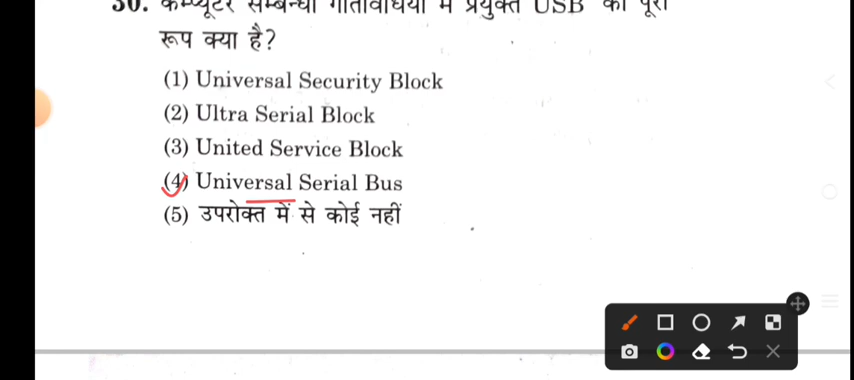 30. कम्प्यूटर सम्बन्धी गतिविधियों में प्रयुक्त USB का पूरा
रूप क्या है?
(1) Universal Security Block
(2) Ultra Serial Block
(3) United Service Block
(4) Universal Serial Bus
(5) उपरोक्त में से कोई नहीं